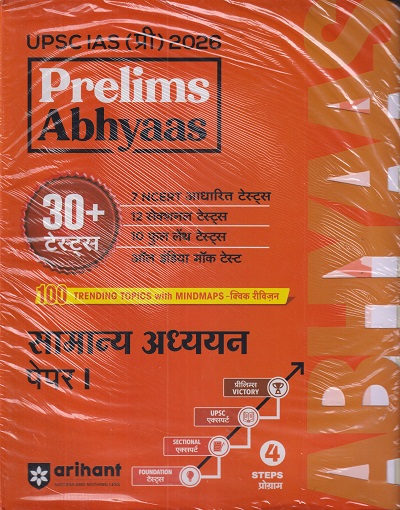 UPSC IAS (प्री) 2026
Prelims
Abhyaas
30+
टेस्ट्स
7 NCERT आधारित टेस्ट्स
12 सेक्शनल टेस्ट्स
10 फुल लेंथ टेस्ट्स
ऑल इंडिया मॉक टेस्ट
100 TRENDING TOPICS with MINDMAPS -क्विक रीविज़न
सामान्य अध्ययन
पेपर I
प्रीलिम्स
VICTORY
UPSC
एक्सपर्ट
SECTIONAL
एक्सपर्ट
FOUNDATION
टेस्ट्स
4
STEPS
प्रोग्राम
arihant
ABHYAAS